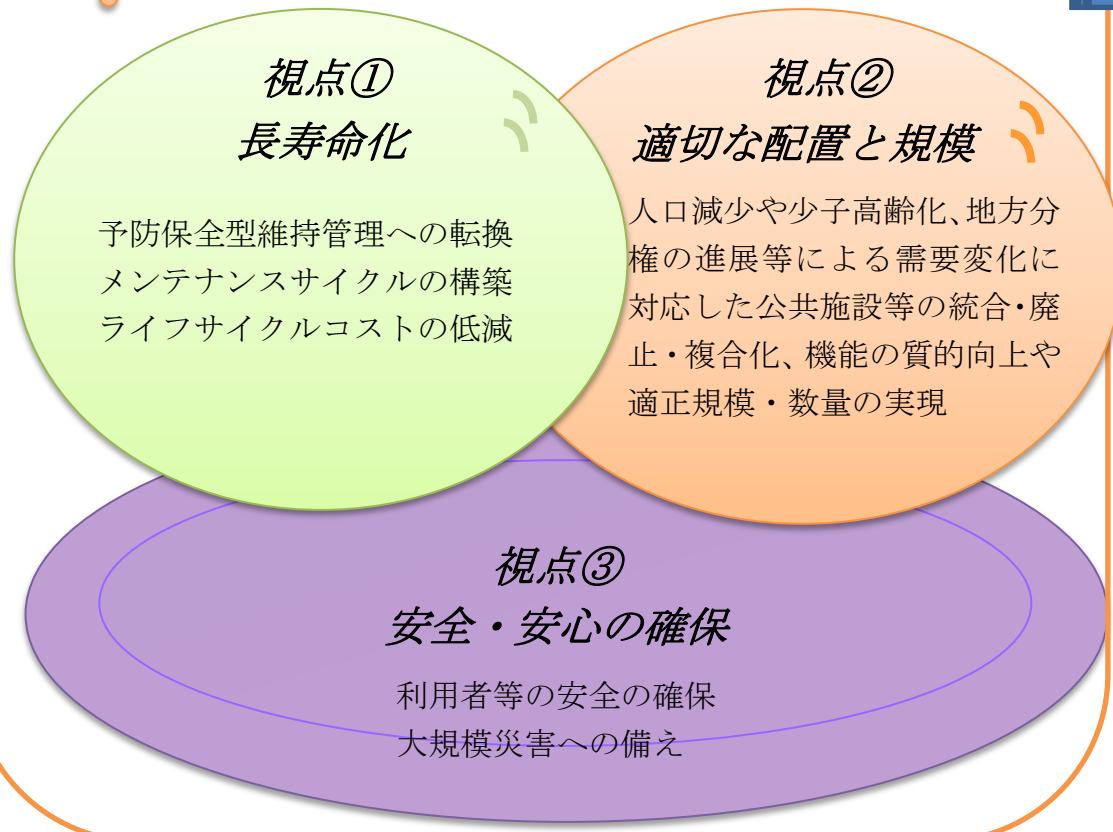 視点①
長寿命化
予防保全型維持管理への転換
メンテナンスサイクルの構築
ライフサイクルコストの低減
視点②
適切な配置と規模
人口減少や少子高齢化、地方分
権の進展等による需要変化に
対応した公共施設等の統合・廃
止・複合化、機能の質的向上や
適正規模・数量の実現
視点③
安全・安心の確保
利用者等の安全の確保
大規模災害への備え